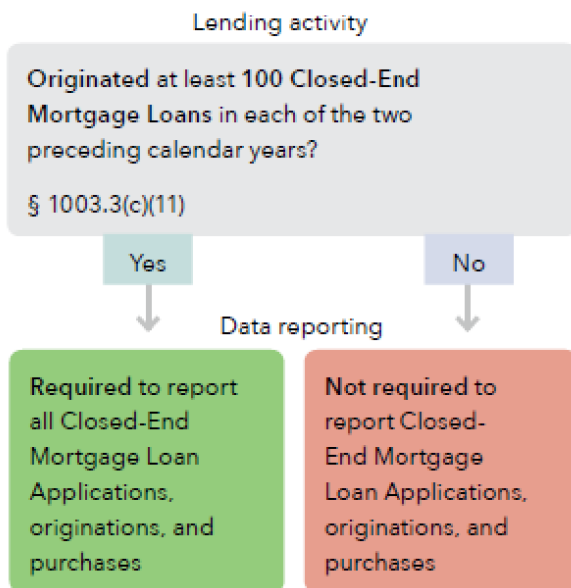 Lending activity
Originated at least 100 Closed-End
Mortgage Loans in each of the two
preceding calendar years?
§ 1003.3(c)(11)
Yes
No
Data reporting
Required to report
all Closed-End
Mortgage Loan
Applications,
originations, and
purchases
Not required to
report Closed-
End Mortgage
Loan Applications,
originations, and
purchases